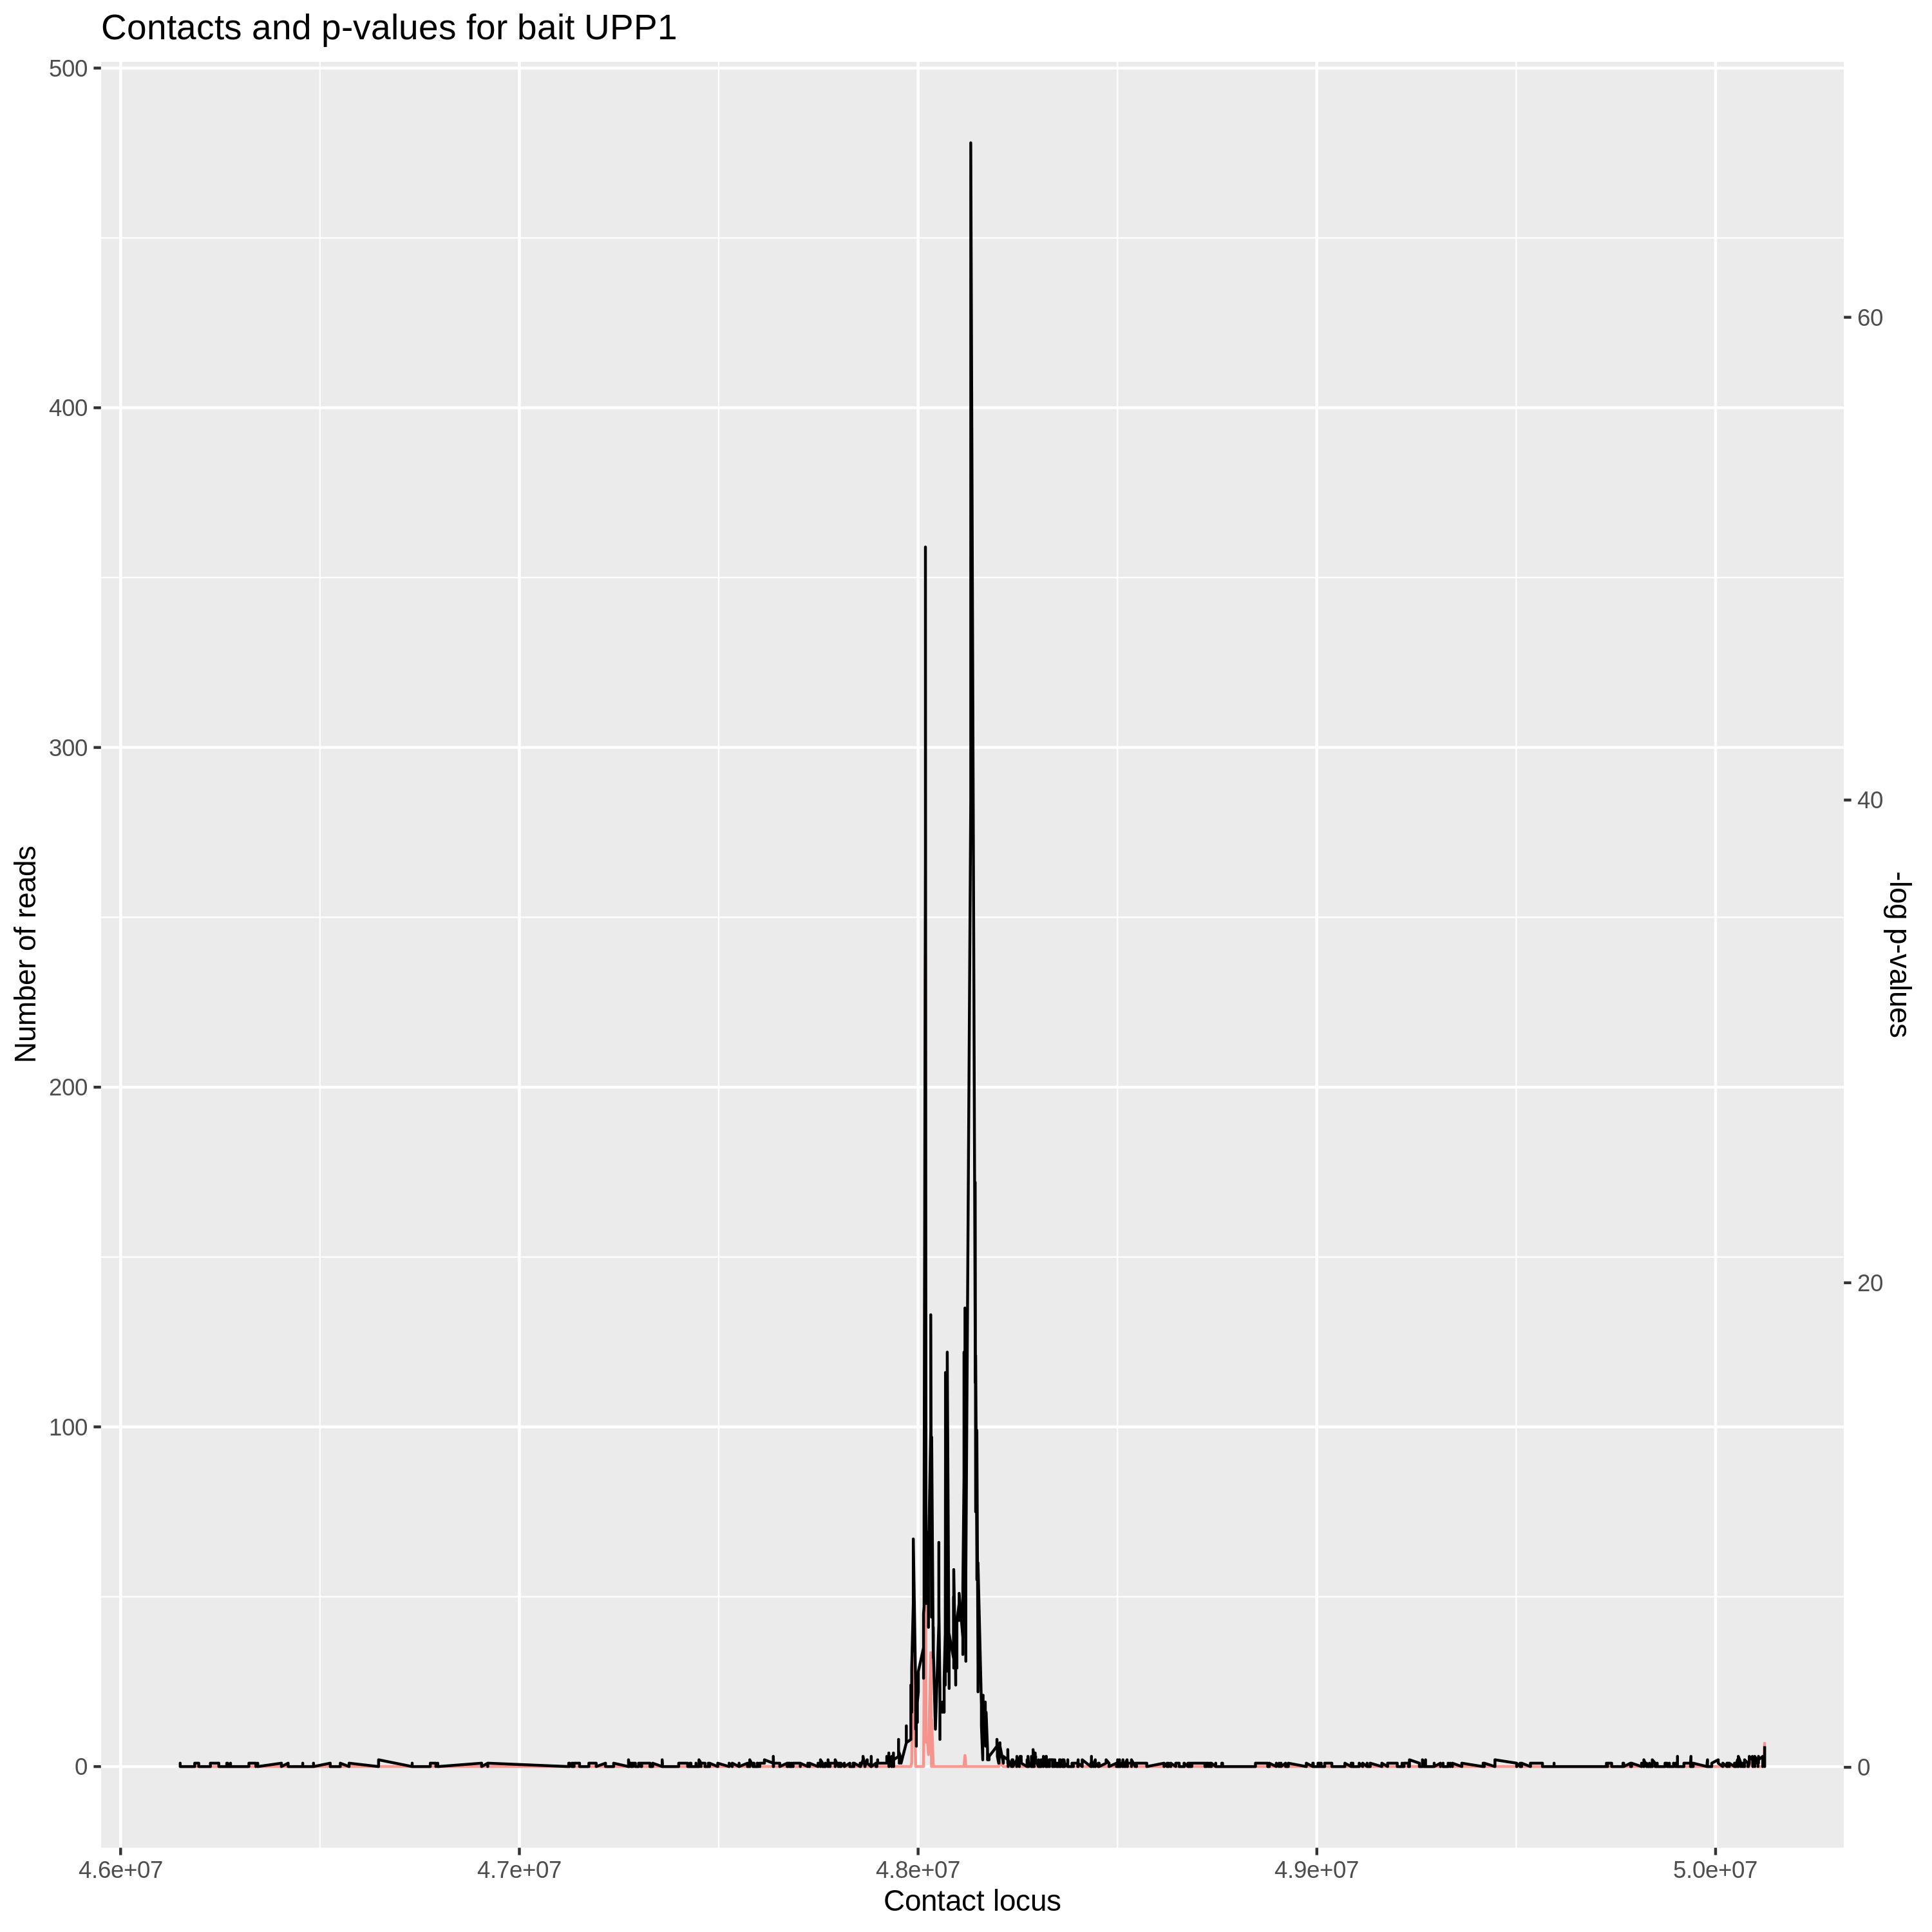 Contacts and p-values for bait UPP1
500
400
300
200
100
0
Number of reads
60
40
20
0
-log p-values
4.6e+07
4.7e+07
4.8e+07
4.9e+07
5.0e+07
Contact locus